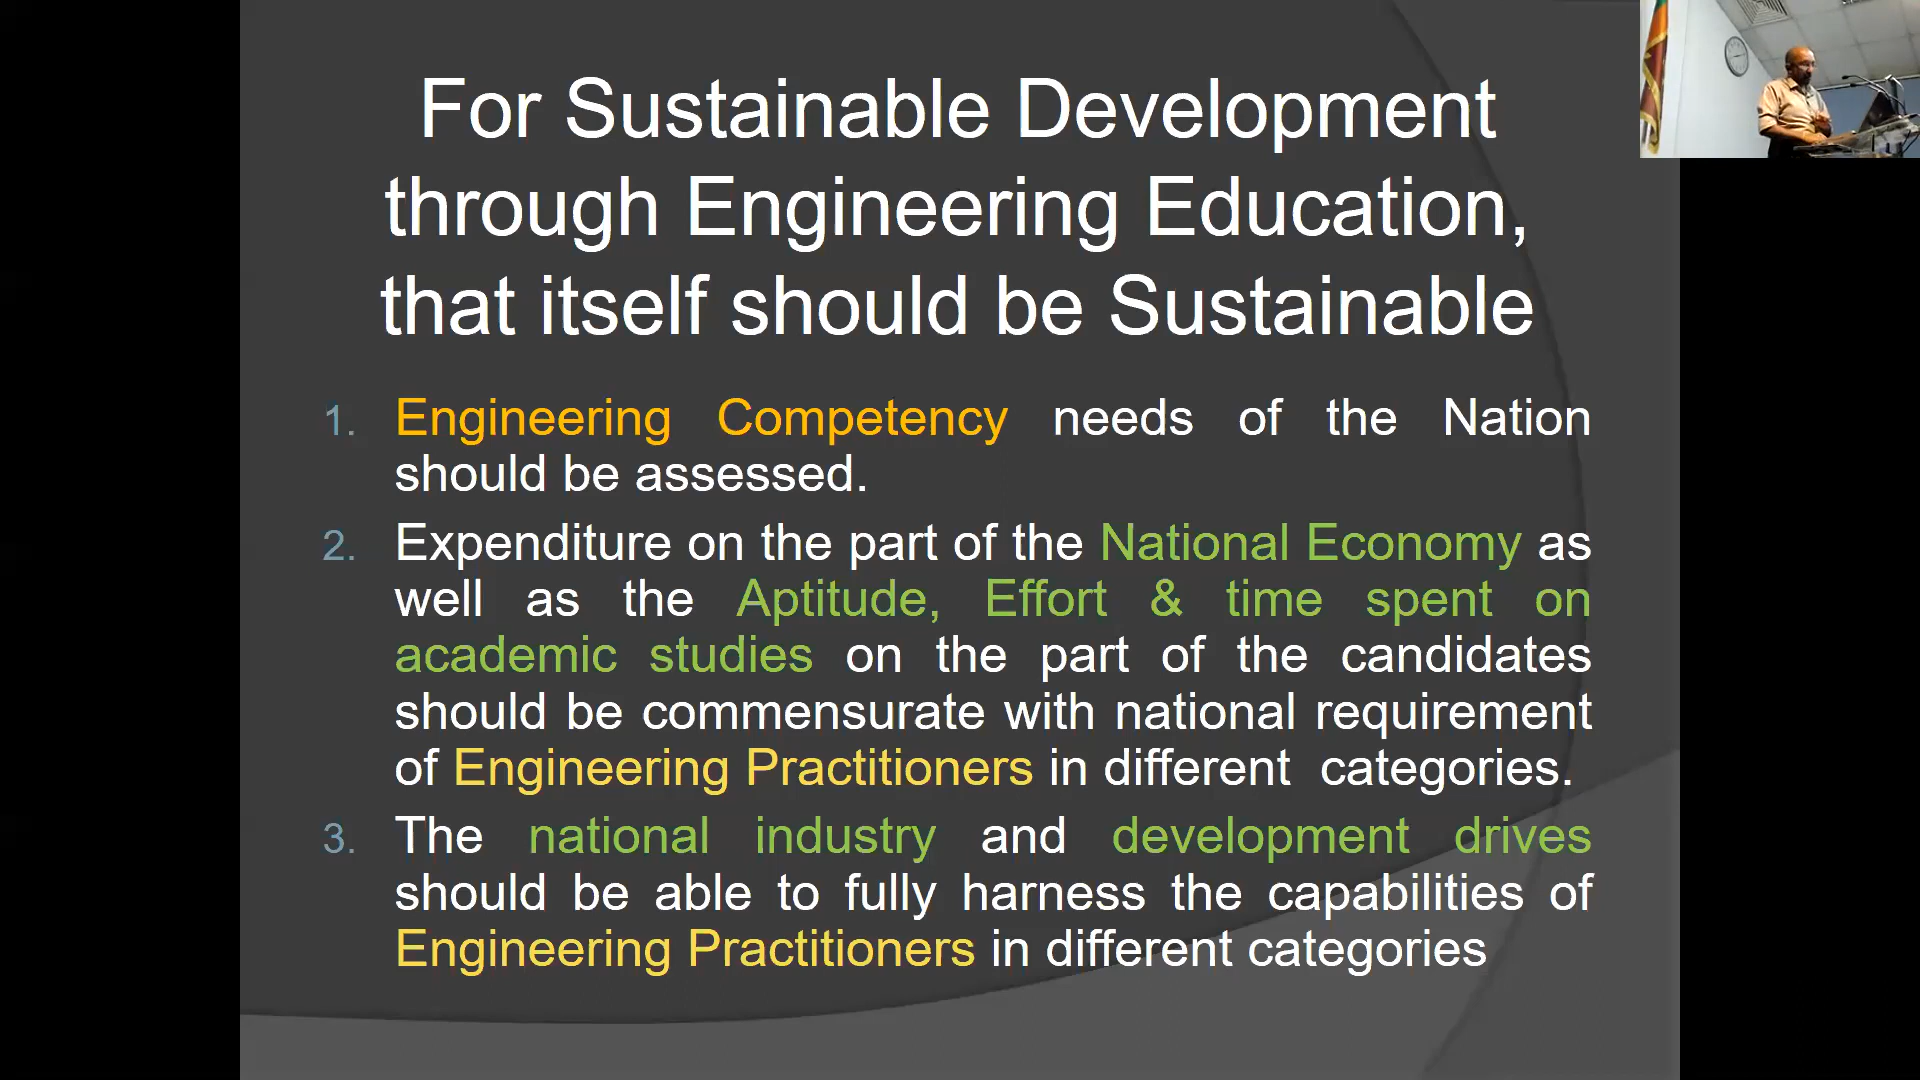 For Sustainable Development
through Engineering Education,
that itself should be Sustainable
1. Engineering Competency needs of the Nation
should be assessed.
2. Expenditure on the part of the National Economy as
well as the Aptitude, Effort & time spent on
academic studies on the part of the candidates
should be commensurate with national requirement
of Engineering Practitioners in different categories.
3. The national industry and development drives
should be able to fully harness the capabilities of
Engineering Practitioners in different categories